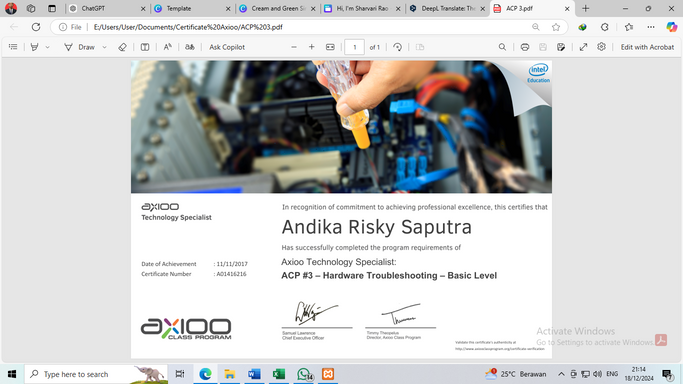 ChatGPT
Template
Cream and Green Si
Hi, I'm Sharvari Rao
DeepL Translate: The
ACP 3.pdf
File
E:/Users/User/Documents/Certificate%20Axioo/ACP%203.pdf
Draw
Ask Copilot
1
of 1
Edit with Acrobat
intel
Education
axioo
Technology Specialist
In recognition of commitment to achieving professional excellence, this certifies that
Andika Risky Saputra
Has successfully completed the program requirements of
Date of Achievement : 11/11/2017
Certificate Number : A01416216
Axioo Technology Specialist:
ACP #3 – Hardware Troubleshooting – Basic Level
Samuel Lawrence
Chief Executive Officer
Timmy Theopelus
Director, Axioo Class Program
axioo
CLASS PROGRAM
Validate this certificate's authenticity at
Activate Windows
Go to Settings to activate Windows.
Type here to search
14
25°C Berawan
ENG
21:14
18/12/2024